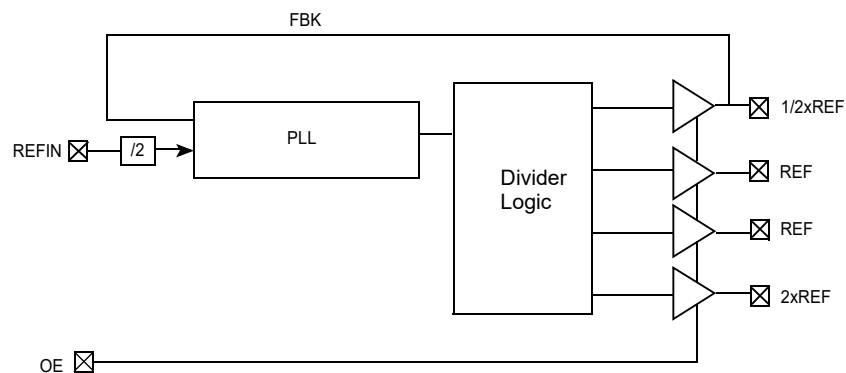 FBK
1/2xREF
PLL
REFIN
/2
Divider
Logic
REF
REF
2xREF
OE